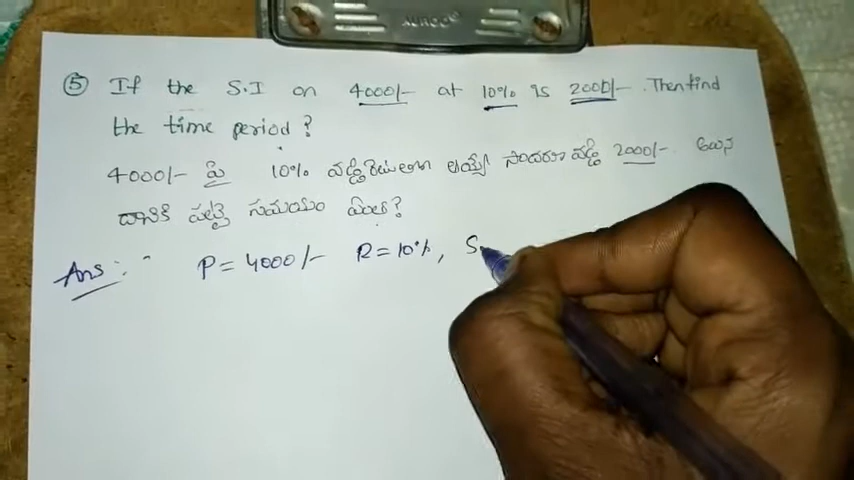 ⑤ If the S.I on 4000/- at 10% is 2000/- . Then find
the time period ?
4000/- పై 10% వడ్డీరేటుతో అయ్యే సాధారణ వడ్డీ 2000/- అయిన
దానికి పట్టే సమయం ఎంత?
Ans : P = 4000/- R = 10%, S.